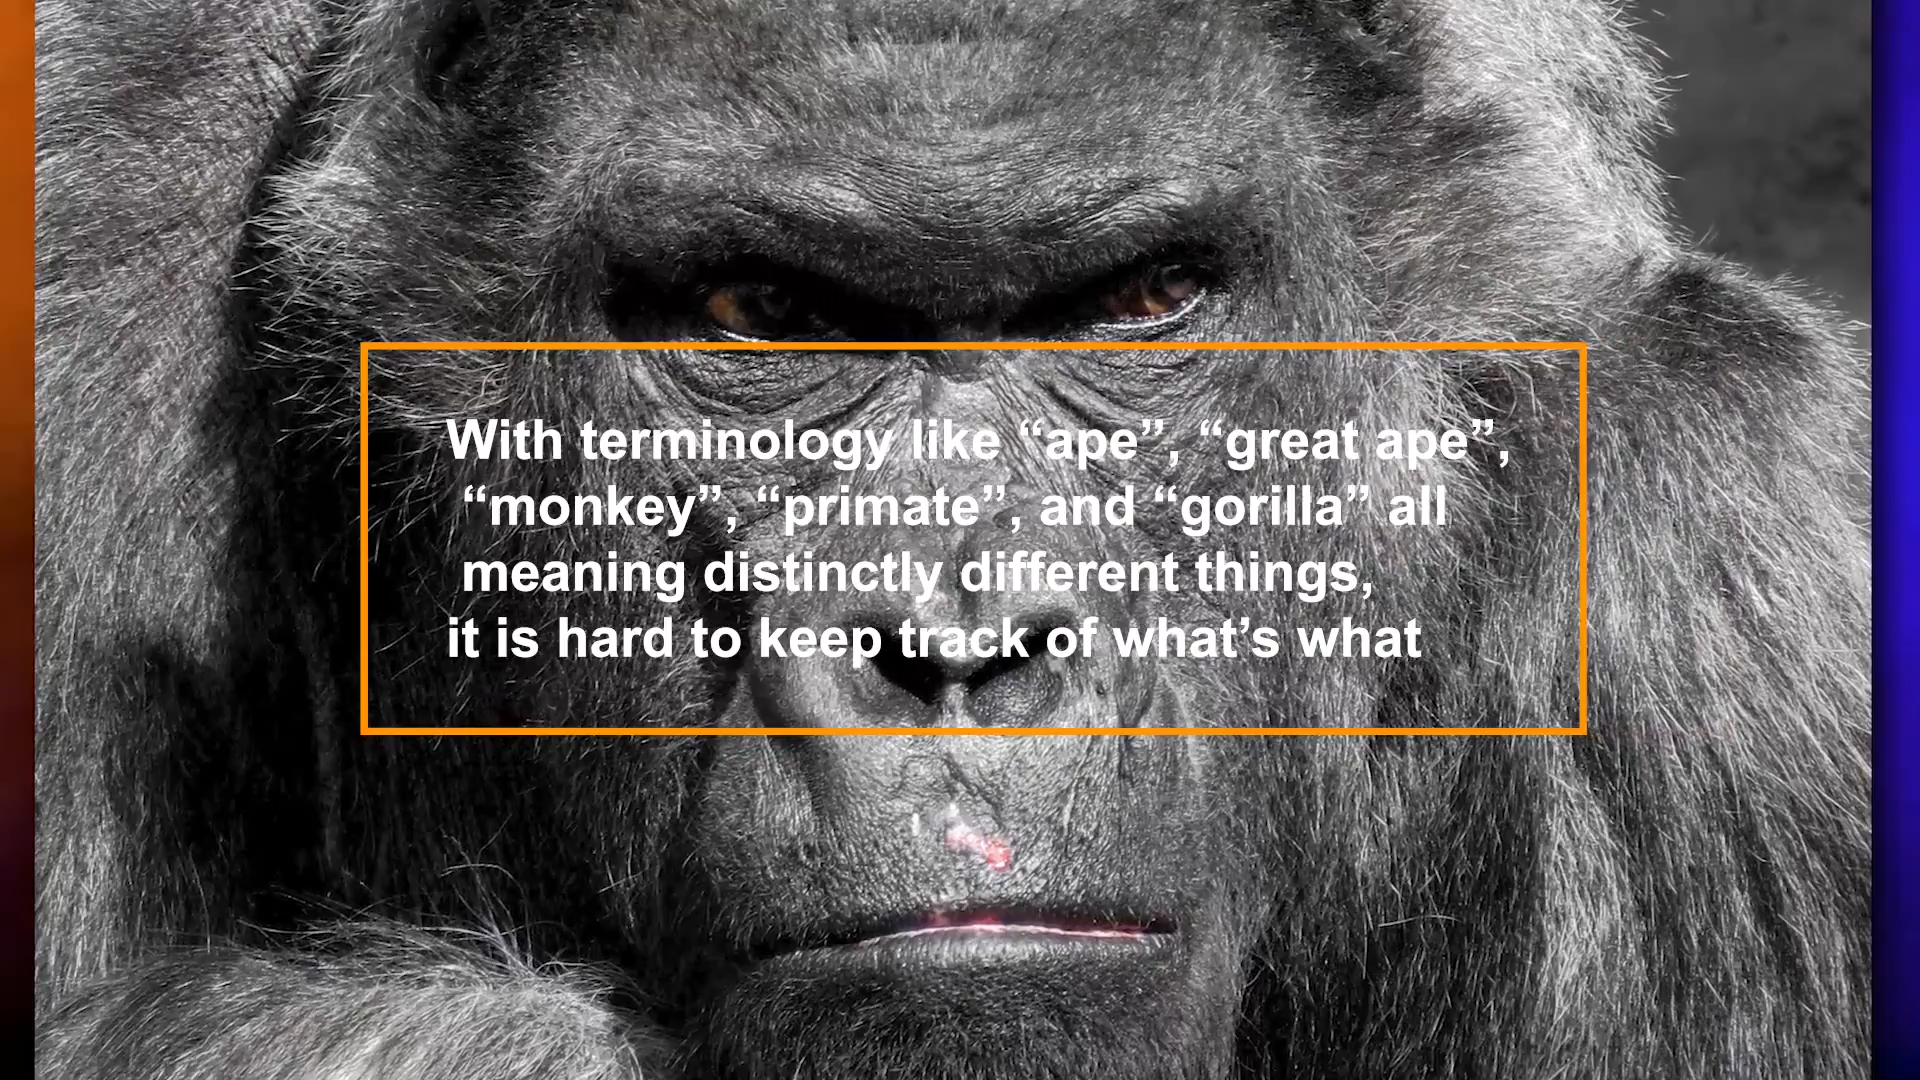 With terminology like “ape”, “great ape”,
“monkey”, “primate”, and “gorilla” all
meaning distinctly different things,
it is hard to keep track of what’s what